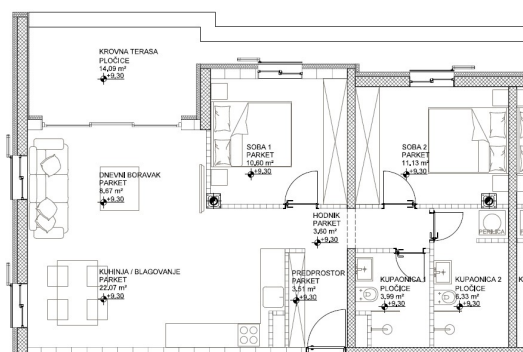 KROVNA TERASA
PLOČICE
14,09 m²
+9,30
SOBA 1
PARKET
10,60 m²
+9,30
SOBA 2
PARKET
11,13 m²
+9,30
DNEVNI BORAVAK
PARKET
8,67 m²
+9,30
HODNIK
PARKET
3,60 m²
+9,30
PERILICA
KUHINJA / BLAGOVANJE
PARKET
22,07 m²
+9,30
PREDPROSTOR
PARKET
3,51 m²
+9,30
KUPAONICA 1
PLOČICE
3,99 m²
+9,30
KUPAONICA 2
PLOČICE
6,33 m²
+9,30
K